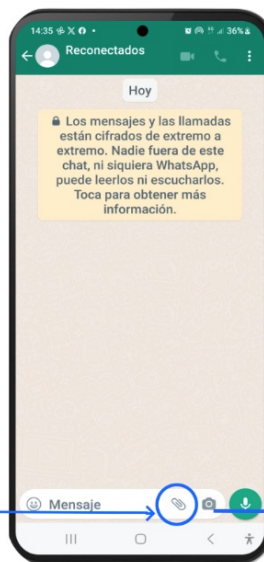 14:35
36%
Reconectados
Hoy
Los mensajes y las llamadas
están cifrados de extremo a
extremo. Nadie fuera de este
chat, ni siquiera WhatsApp,
puede leerlos ni escucharlos.
Toca para obtener más
información.
Mensaje